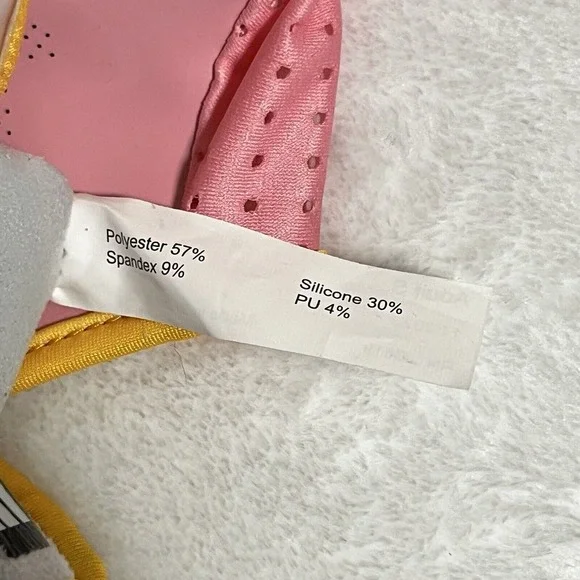 Polyester 57%
Spandex 9%
Silicone 30%
PU 4%